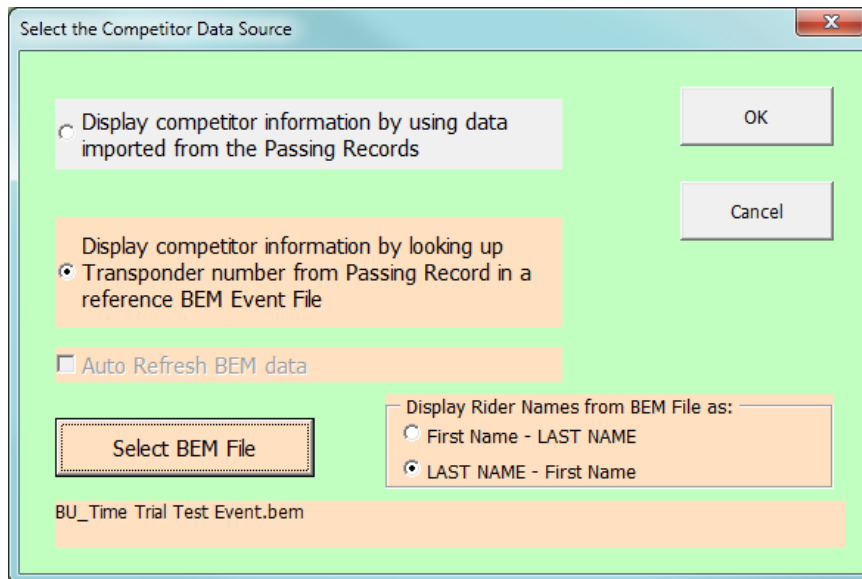 Select the Competitor Data Source
Display competitor information by using data
imported from the Passing Records
OK
Cancel
Display competitor information by looking up
Transponder number from Passing Record in a
reference BEM Event File
Auto Refresh BEM data
Select BEM File
Display Rider Names from BEM File as:
First Name - LAST NAME
LAST NAME - First Name
BU_Time Trial Test Event.bem